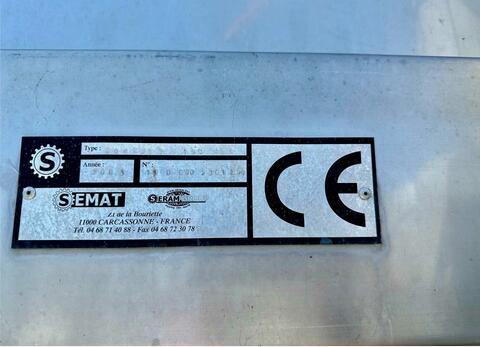 Type :
Année : N° :
SEMAT SERAM
Z.I de la Bouriette
11000 CARCASSONNE - FRANCE
Tél. 04 68 71 40 88 - Fax 04 68 72 30 78
CE